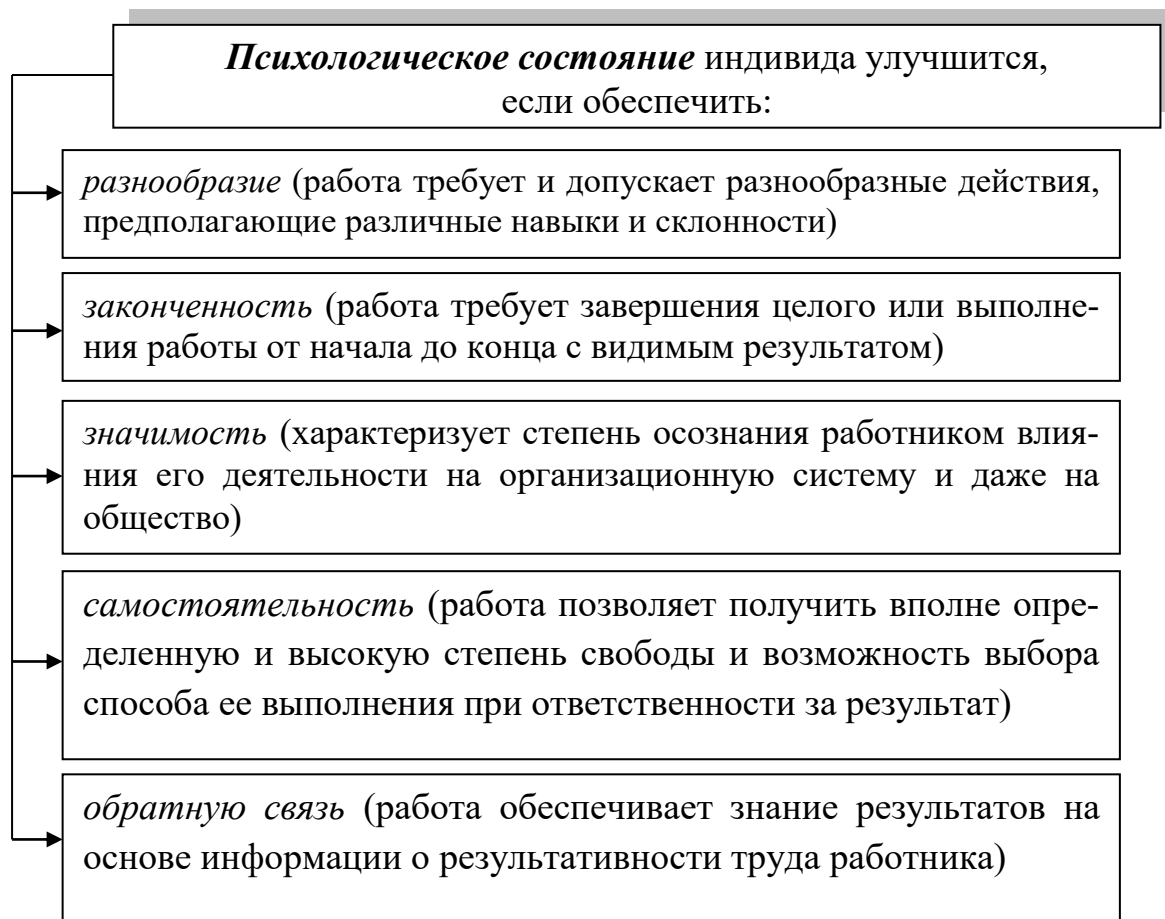 Психологическое состояние индивида улучшится,
если обеспечить:
разнообразие (работа требует и допускает разнообразные действия,
предполагающие различные навыки и склонности)
законченность (работа требует завершения целого или выполне-
ния работы от начала до конца с видимым результатом)
значимость (характеризует степень осознания работником влия-
ния его деятельности на организационную систему и даже на
общество)
самостоятельность (работа позволяет получить вполне опре-
деленную и высокую степень свободы и возможность выбора
способа ее выполнения при ответственности за результат)
обратную связь (работа обеспечивает знание результатов на
основе информации о результативности труда работника)